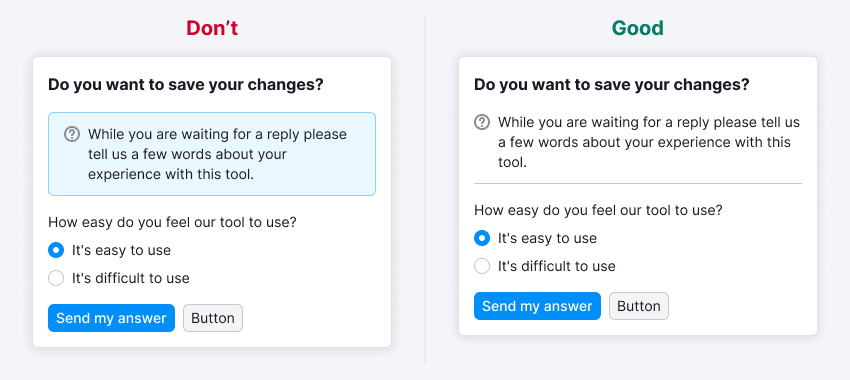 Don’t
Do you want to save your changes?
While you are waiting for a reply please
tell us a few words about your
experience with this tool.
How easy do you feel our tool to use?
It's easy to use
It's difficult to use
Send my answer
Button
Good
Do you want to save your changes?
While you are waiting for a reply please tell us
a few words about your experience with this
tool.
How easy do you feel our tool to use?
It's easy to use
It's difficult to use
Send my answer
Button